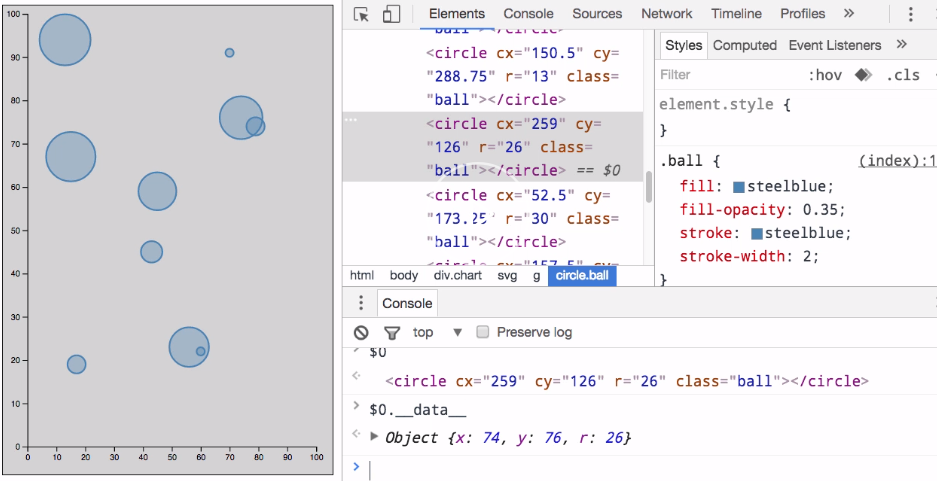 100
90
80
70
60
50
40
30
20
10
0
0 10 20 30 40 50 60 70 80 90 100
Elements Console Sources Network Timeline Profiles »
ball"></circle>
<circle cx="150.5" cy=
"288.75" r="13" class=
"ball"></circle>
<circle cx="259" cy=
"126" r="26" class=
"ball"></circle> == $0
<circle cx="52.5" cy=
"173.25" r="30" class=
"ball"></circle>
<circle cx="157.5" cy=
html body div.chart svg g circle.ball
Styles Computed Event Listeners »
Filter :hov .cls
element.style {
}
.ball { (index):1
fill: steelblue;
fill-opacity: 0.35;
stroke: steelblue;
stroke-width: 2;
}
Console
top ▼ Preserve log
> $0
<circle cx="259" cy="126" r="26" class="ball"></circle>
> $0.__data__
▶ Object {x: 74, y: 76, r: 26}
>